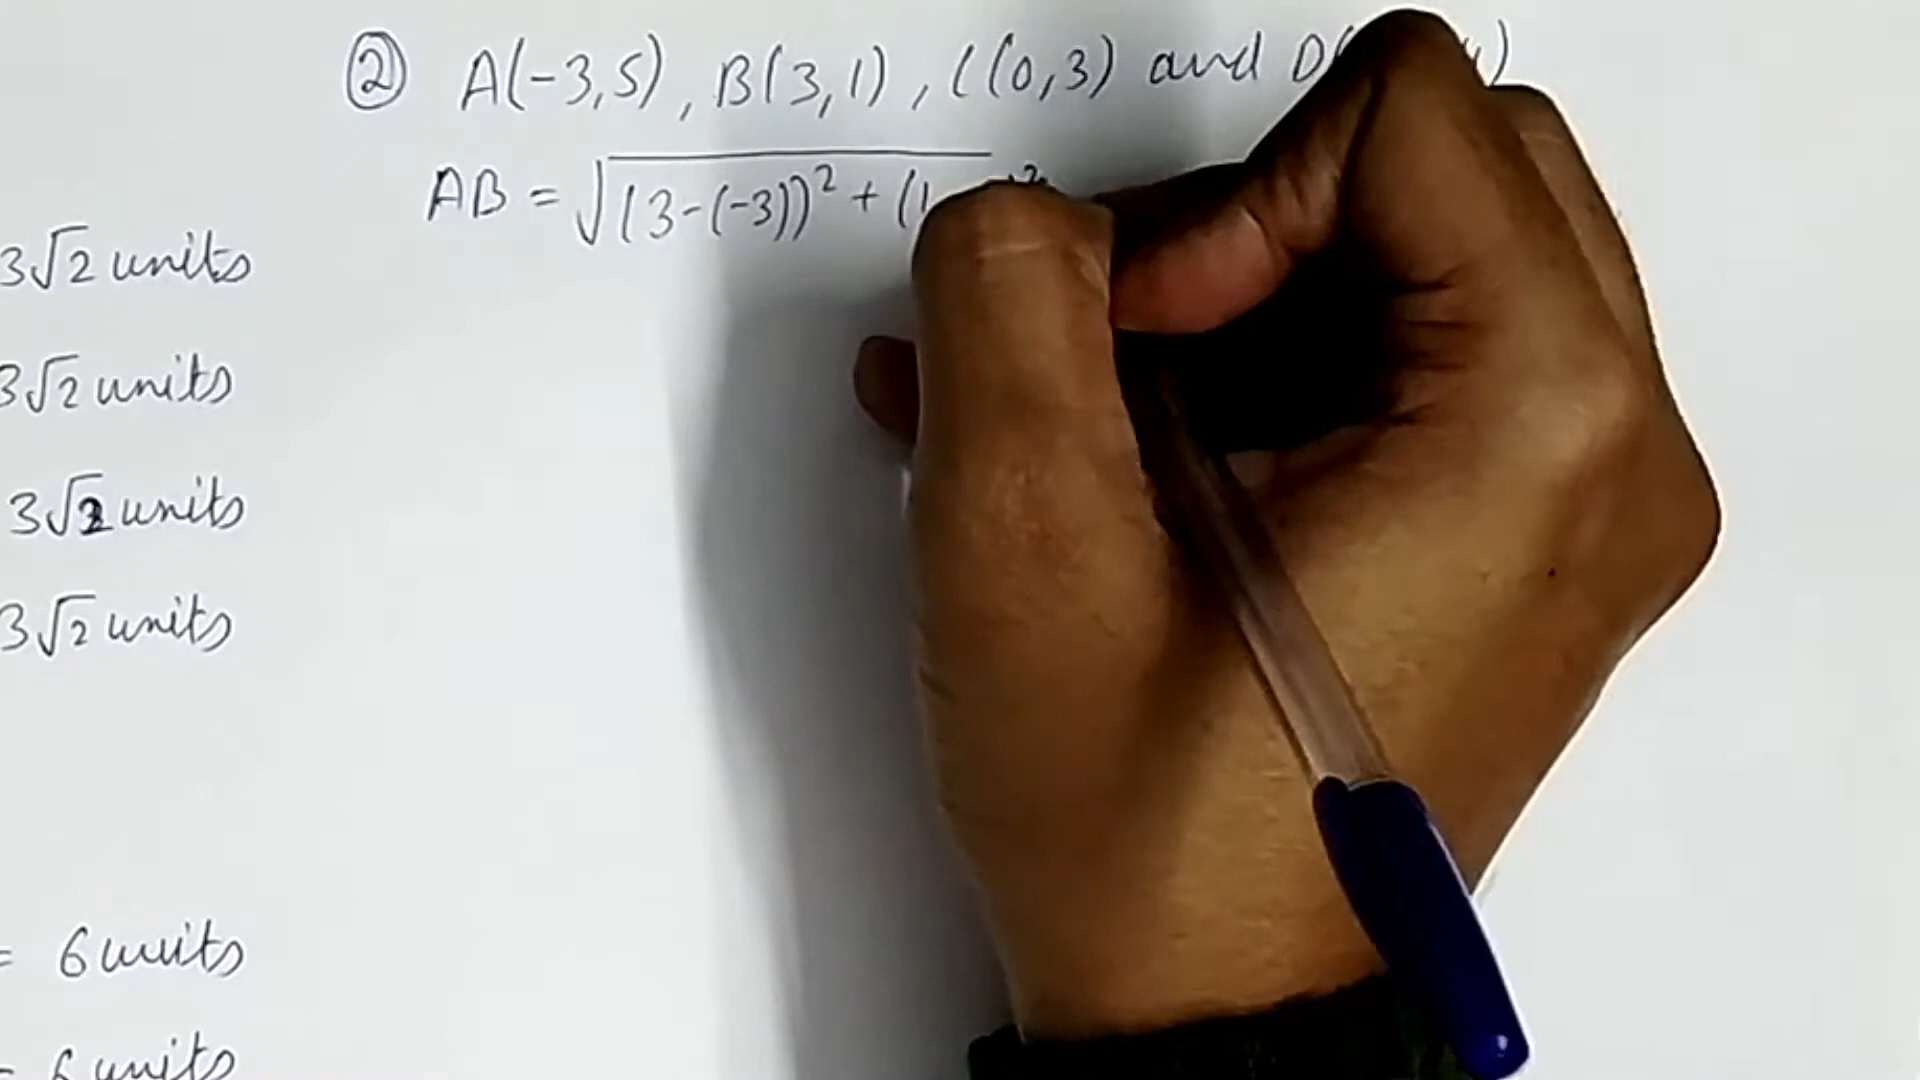 ② A(-3,5), B(3,1), C(0,3) and D(
AB = √(3-(-3))² + (1
3√2 units
3√2 units
3√2 units
3√2 units
= 6 units
= 6 units